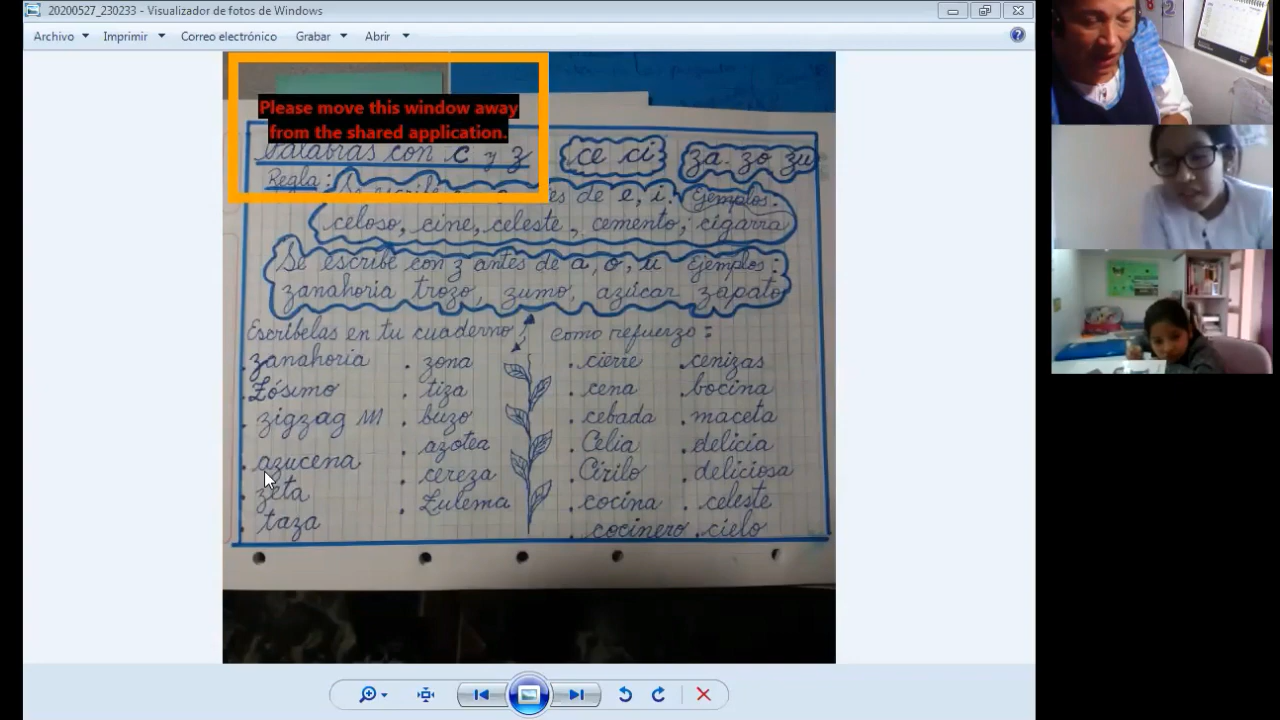 20200527_230233 - Visualizador de fotos de Windows
Archivo Imprimir Correo electrónico Grabar Abrir
Please move this window away
from the shared application.
Palabras con c y z ce ci za zo zu
Regla: Se escribe de e, i. Ejemplos:
celoso, cine, celeste, cemento, cigarra
Se escribe con z antes de a, o, u Ejemplos:
zanahoria trozo, zumo, azúcar zapato
Escríbelas en tu cuaderno como refuerzo:
.zanahoria . zona . cierre .cenizas
.Zósimo . tiza . cena .bocina
. zigzag . buzo . cebada . maceta
. azotea . Celia . delicia
. azucena . cereza . Cirilo . deliciosa
. zeta . Zulema . cocina . celeste
. taza . cocinero . cielo